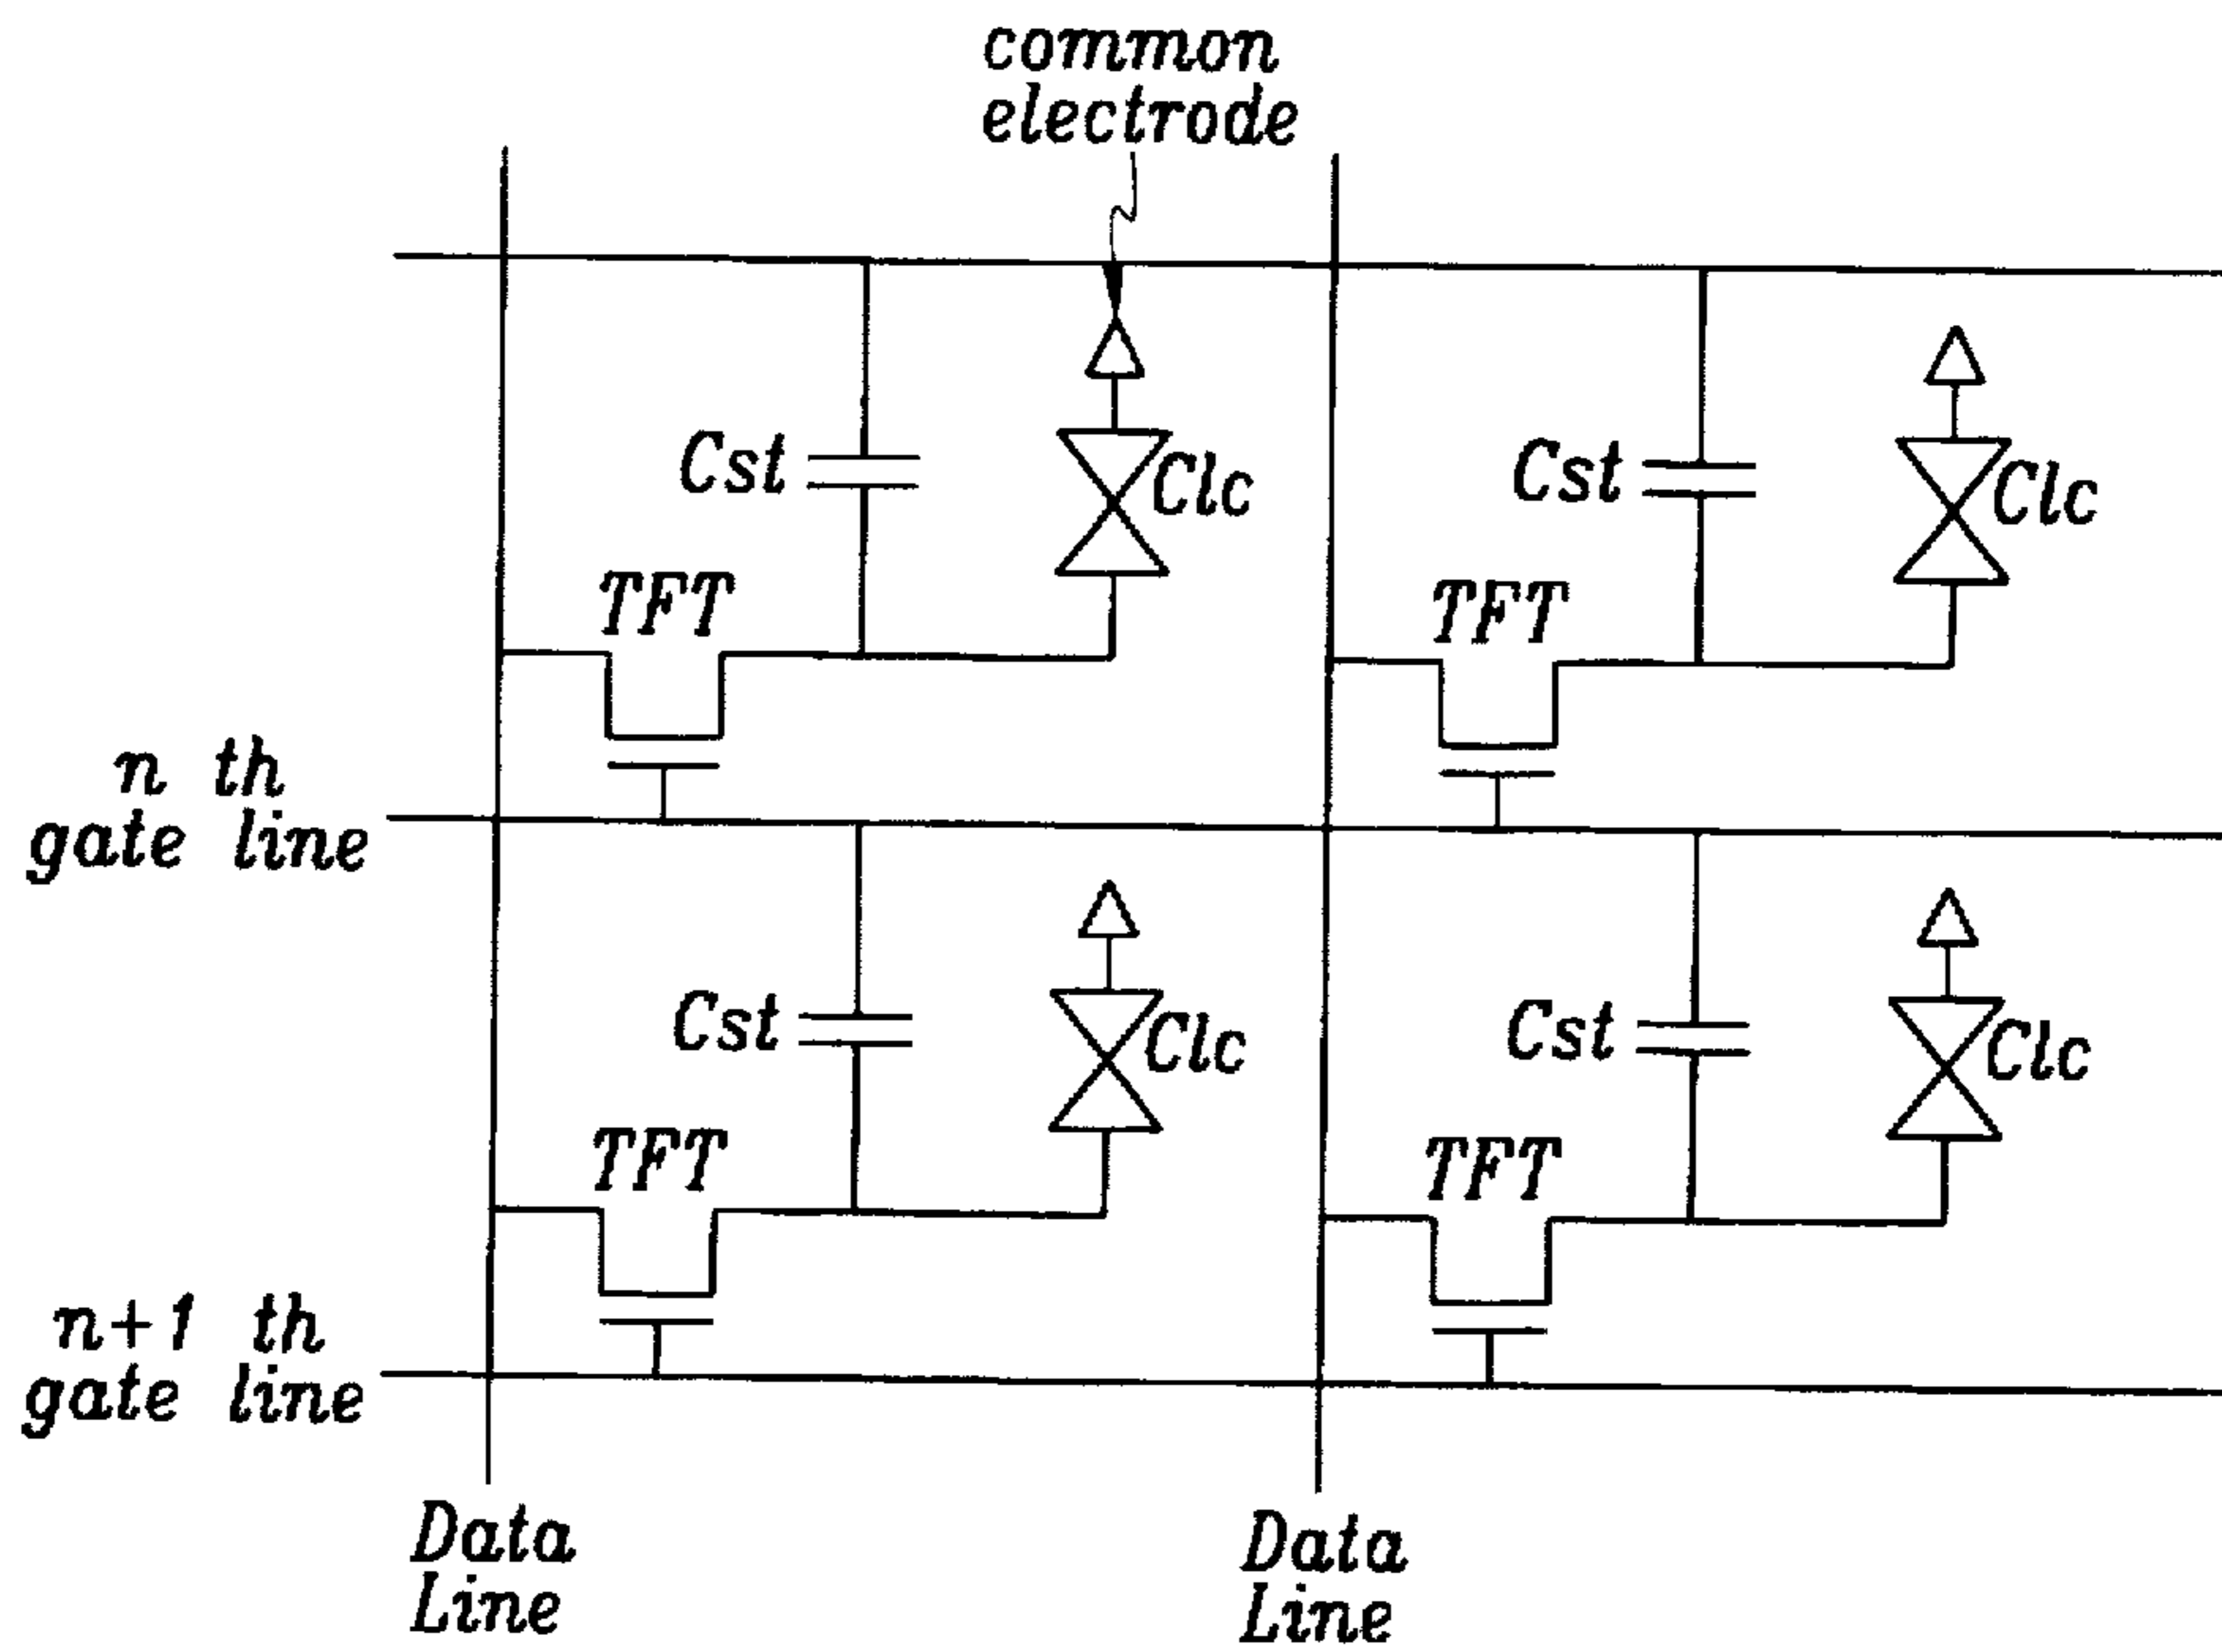 common
electrode
Cst
Clc
Cst
Clc
TFT
TFT
n th
gate line
Cst
Clc
Cst
Clc
TFT
TFT
n+1 th
gate line
Data
Line
Data
Line